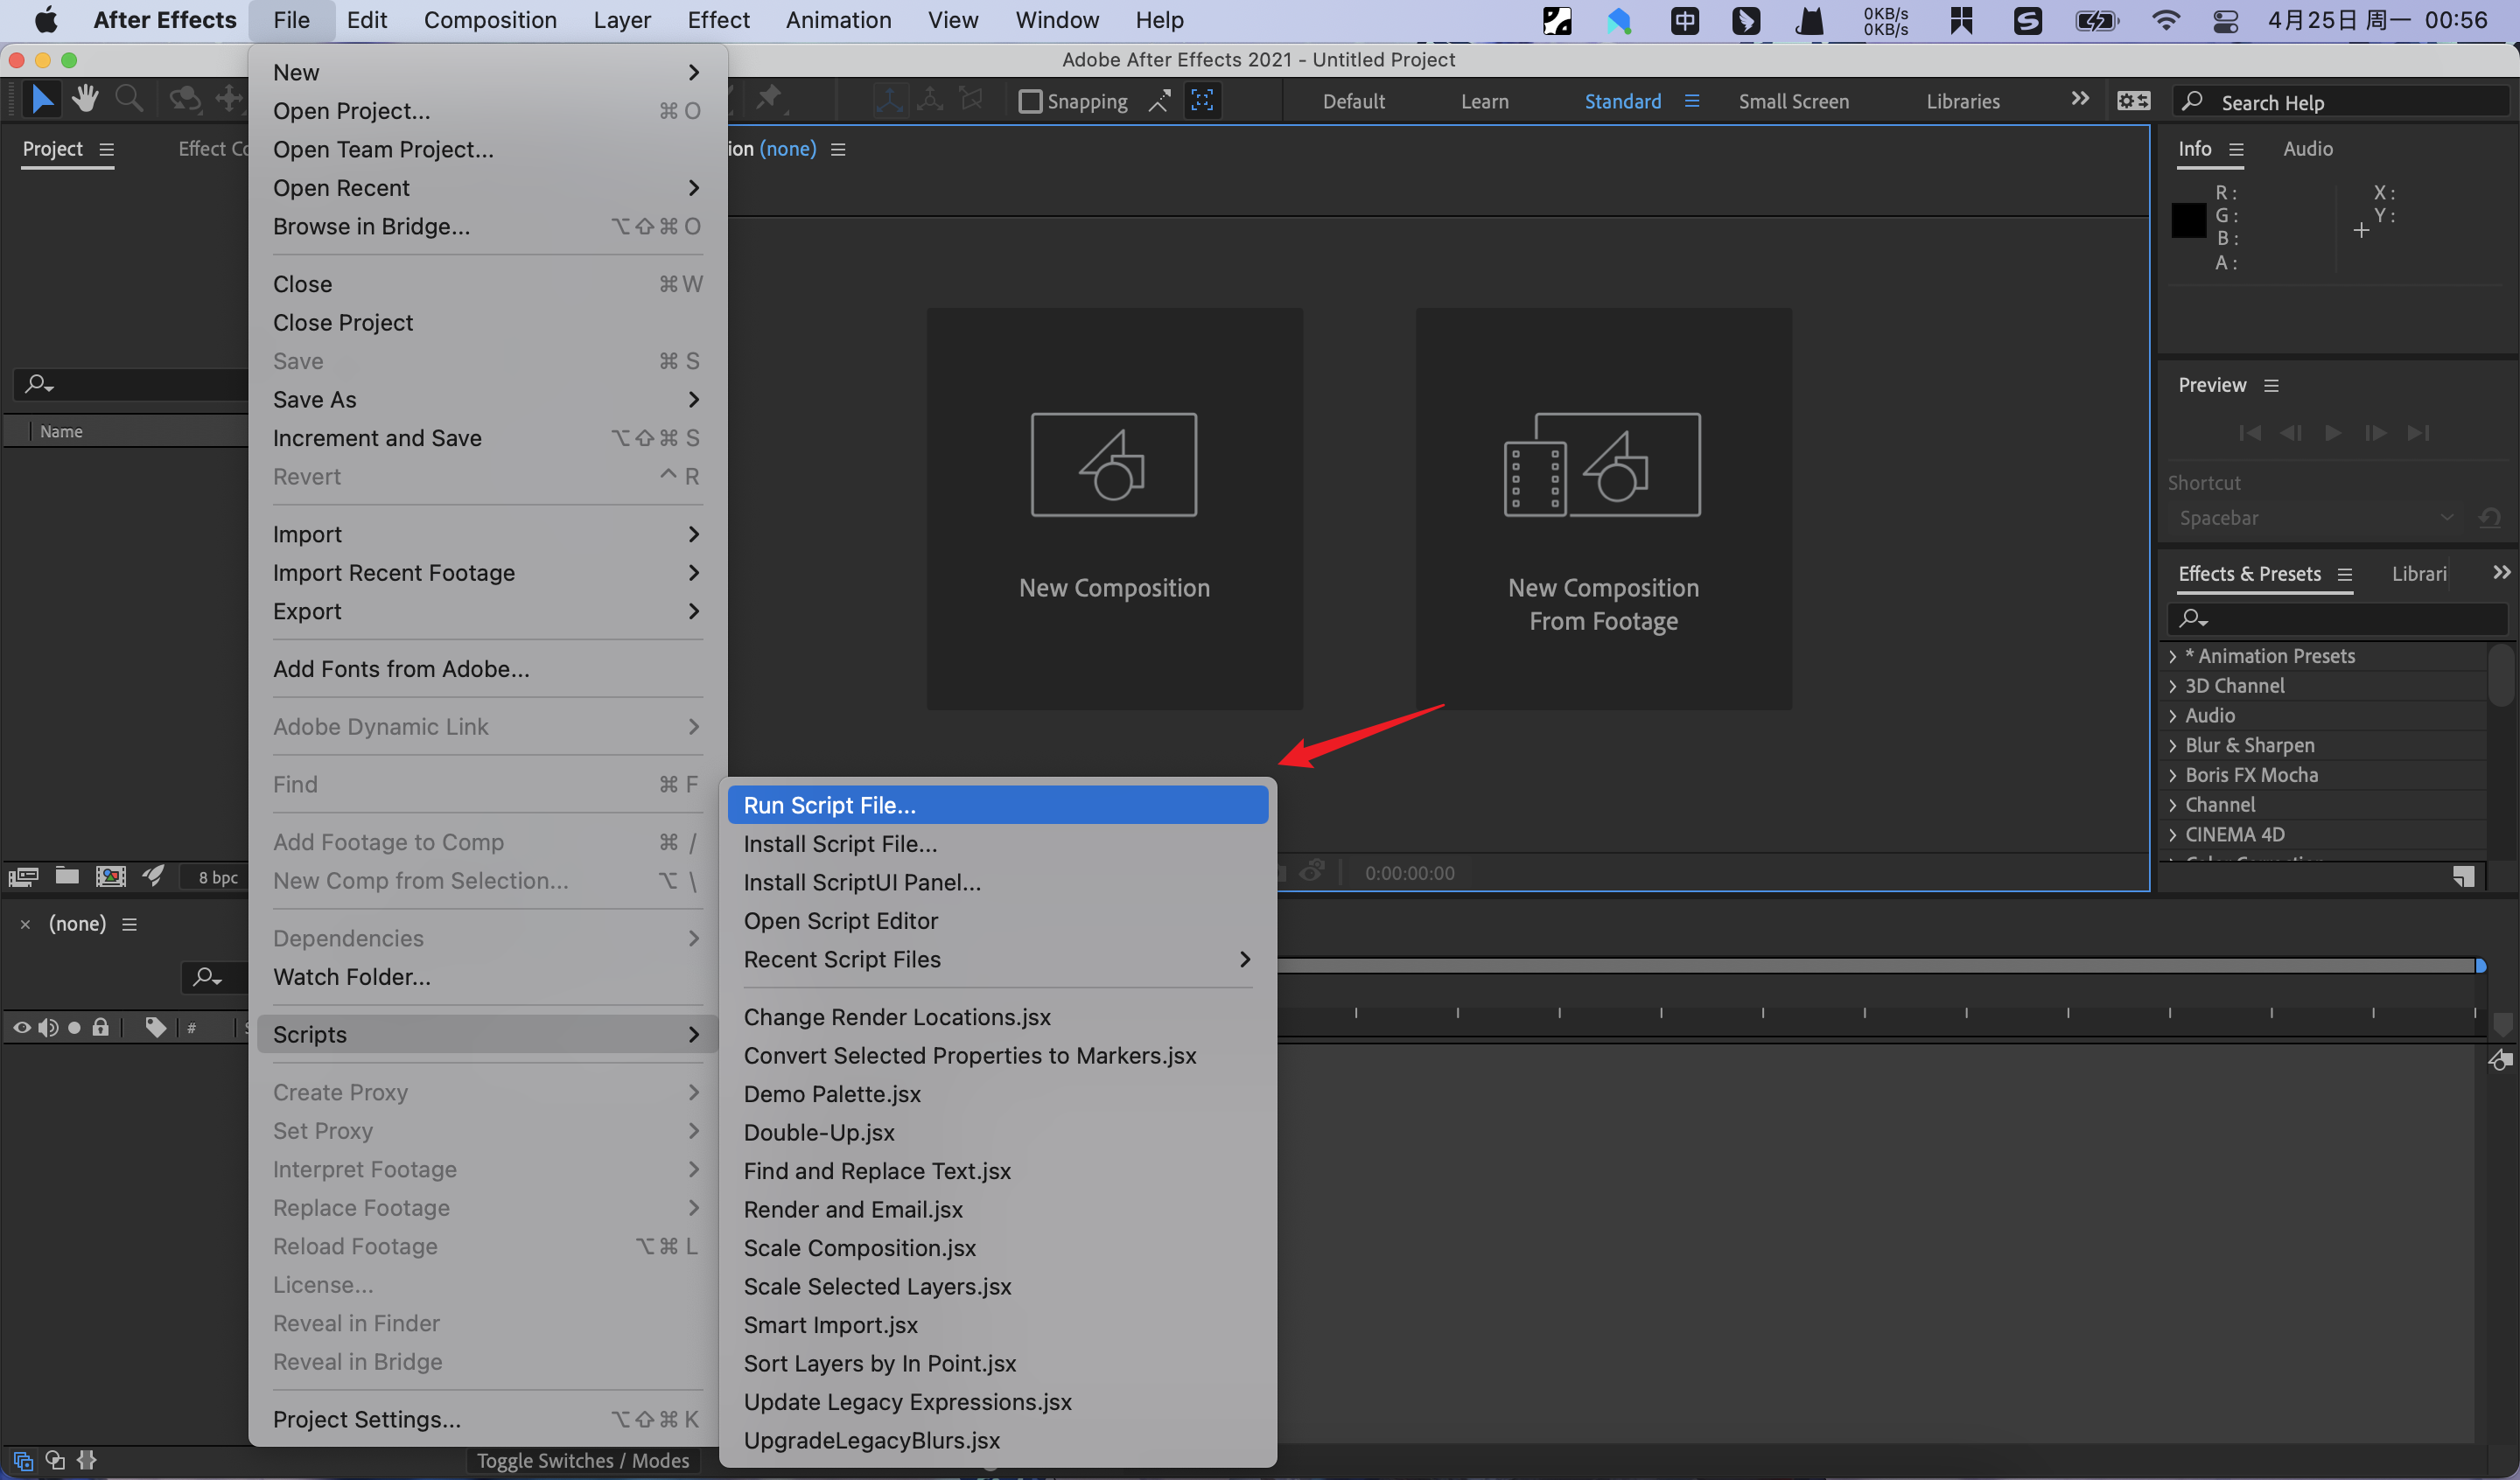 After Effects File Edit Composition Layer Effect Animation View Window Help
中 0KB/s 0KB/s 4月25日 周一 00:56
Adobe After Effects 2021 - Untitled Project
Snapping Default Learn Standard Small Screen Libraries Search Help
Project Effect Co
Name
8 bpc
New
Open Project... ⌘ O
Open Team Project...
Open Recent
Browse in Bridge... ⌥⇧⌘ O
Close ⌘W
Close Project
Save ⌘ S
Save As
Increment and Save ⌥⇧⌘ S
Revert ^ R
Import
Import Recent Footage
Export
Add Fonts from Adobe...
Adobe Dynamic Link
Find ⌘ F
Add Footage to Comp ⌘ /
New Comp from Selection... ⌥ \
Dependencies
Watch Folder...
Scripts
Create Proxy
Set Proxy
Interpret Footage
Replace Footage
Reload Footage ⌥⌘ L
License...
Reveal in Finder
Reveal in Bridge
Project Settings... ⌥⇧⌘ K
Run Script File...
Install Script File...
Install ScriptUI Panel...
Open Script Editor
Recent Script Files
Change Render Locations.jsx
Convert Selected Properties to Markers.jsx
Demo Palette.jsx
Double-Up.jsx
Find and Replace Text.jsx
Render and Email.jsx
Scale Composition.jsx
Scale Selected Layers.jsx
Smart Import.jsx
Sort Layers by In Point.jsx
Update Legacy Expressions.jsx
UpgradeLegacyBlurs.jsx
ion (none)
New Composition
New Composition
From Footage
0:00:00:00
Info Audio
R :
G :
B :
A :
X :
Y :
Preview
Shortcut
Spacebar
Effects & Presets Librari
* Animation Presets
3D Channel
Audio
Blur & Sharpen
Boris FX Mocha
Channel
CINEMA 4D
(none)
#
Toggle Switches / Modes